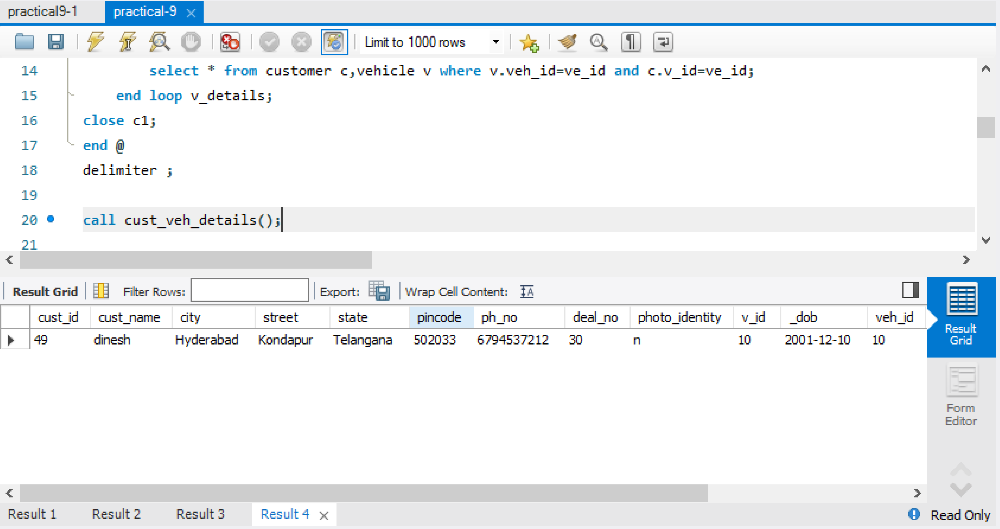 practical9-1 practical-9
Limit to 1000 rows
14 select * from customer c,vehicle v where v.veh_id=ve_id and c.v_id=ve_id;
15 end loop v_details;
16 close c1;
17 end @
18 delimiter ;
19
20 call cust_veh_details();
21
Result Grid Filter Rows: Export: Wrap Cell Content:
cust_id cust_name city street state pincode ph_no deal_no photo_identity v_id _dob veh_id
49 dinesh Hyderabad Kondapur Telangana 502033 6794537212 30 n 10 2001-12-10 10
Result
Grid
Form
Editor
Result 1 Result 2 Result 3 Result 4 Read Only